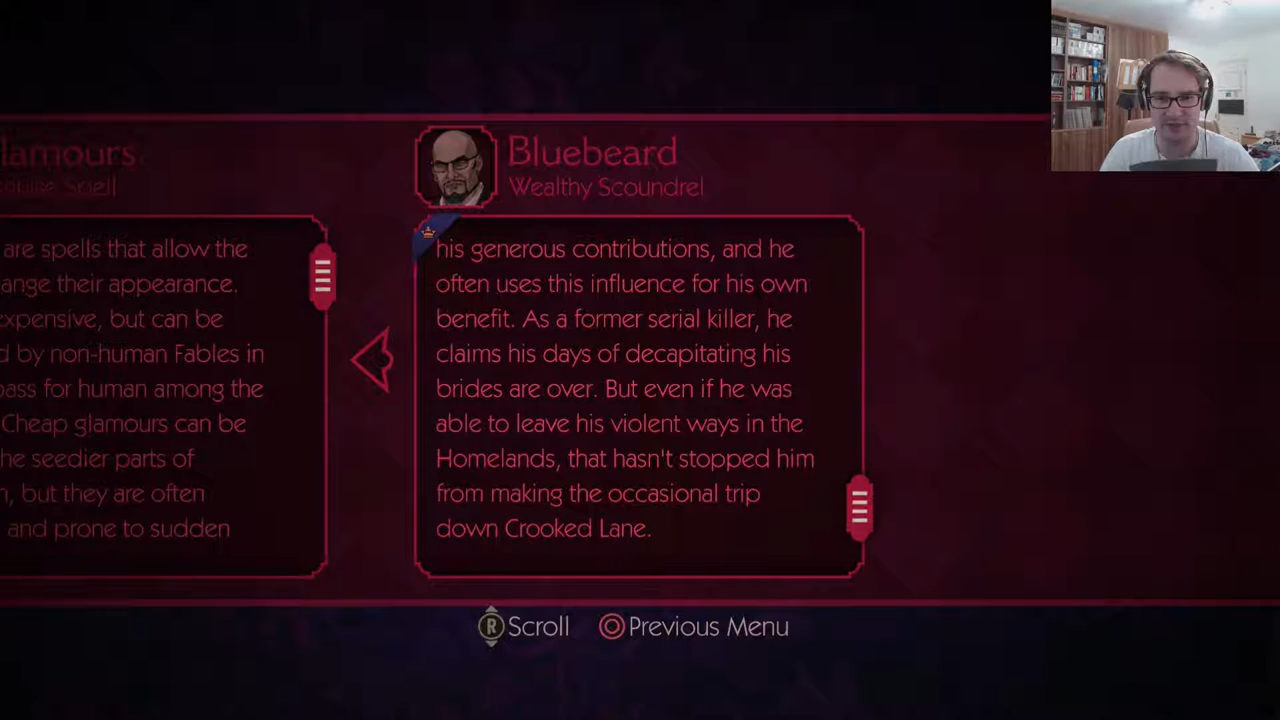 lamours
Bluebeard
Wealthy Scoundrel
are spells that allow the
ange their appearance.
expensive, but can be
d by non-human Fables in
pass for human among the
Cheap glamours can be
he seedier parts of
n, but they are often
and prone to sudden
his generous contributions, and he
often uses this influence for his own
benefit. As a former serial killer, he
claims his days of decapitating his
brides are over. But even if he was
able to leave his violent ways in the
Homelands, that hasn't stopped him
from making the occasional trip
down Crooked Lane.
R Scroll
Previous Menu